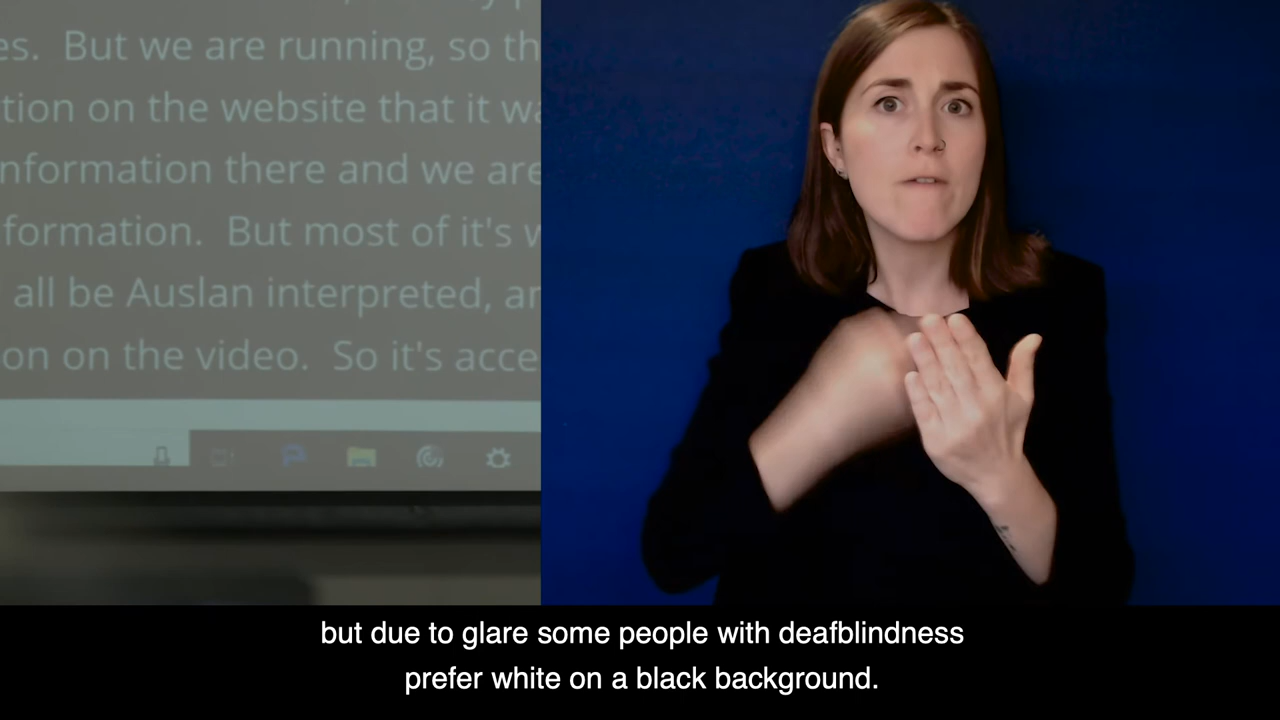 es.  But we are running, so th
tion on the website that it wa
nformation there and we are
formation.  But most of it's w
all be Auslan interpreted, an
on on the video.  So it's acce
but due to glare some people with deafblindness
prefer white on a black background.